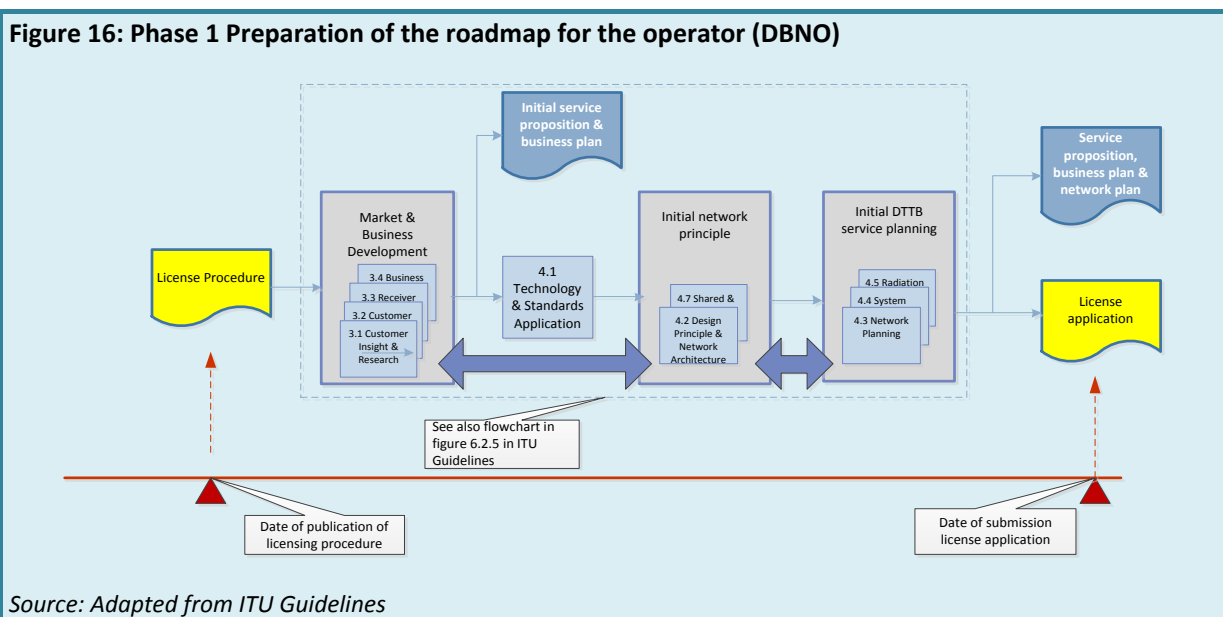 Figure 16: Phase 1 Preparation of the roadmap for the operator (DBNO)
Initial service
proposition &
business plan
Service
proposition,
business plan &
network plan
Market &
Business
Development
3.4 Business
3.3 Receiver
3.2 Customer
3.1 Customer
Insight &
Research
Initial network
principle
Initial DTTB
service planning
License Procedure
4.1
Technology
& Standards
Application
4.7 Shared &
4.2 Design
Principle &
Network
Architecture
4.5 Radiation
4.4 System
4.3 Network
Planning
License
application
See also flowchart in
figure 6.2.5 in ITU
Guidelines
Date of publication of
licensing procedure
Date of submission
license application
Source: Adapted from ITU Guidelines